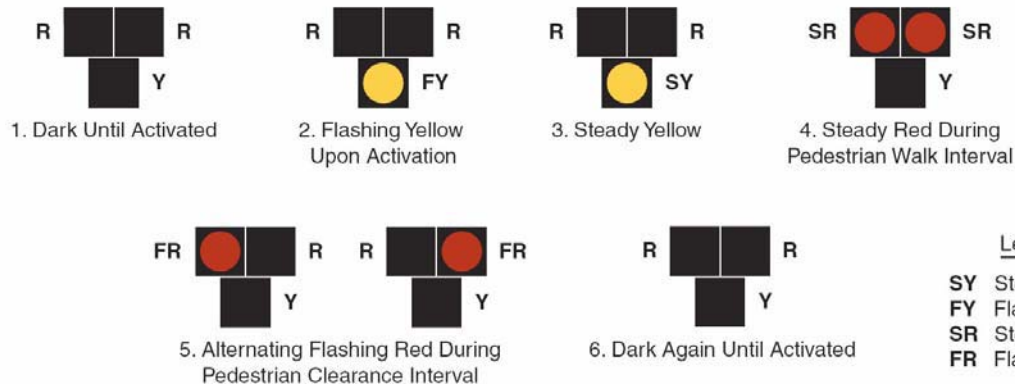 R R
Y
1. Dark Until Activated
R R
FY
2. Flashing Yellow
Upon Activation
R R
SY
3. Steady Yellow
SR SR
Y
4. Steady Red During
Pedestrian Walk Interval
FR R
Y
R FR
Y
5. Alternating Flashing Red During
Pedestrian Clearance Interval
R R
Y
6. Dark Again Until Activated
SY
FY
SR
FR